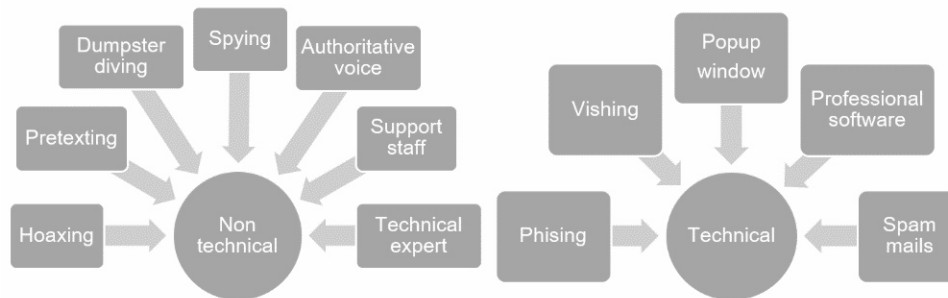 Hoaxing
Pretexting
Dumpster
diving
Spying
Authoritative
voice
Support
staff
Technical
expert
Non
technical
Phising
Vishing
Popup
window
Professional
software
Spam
mails
Technical